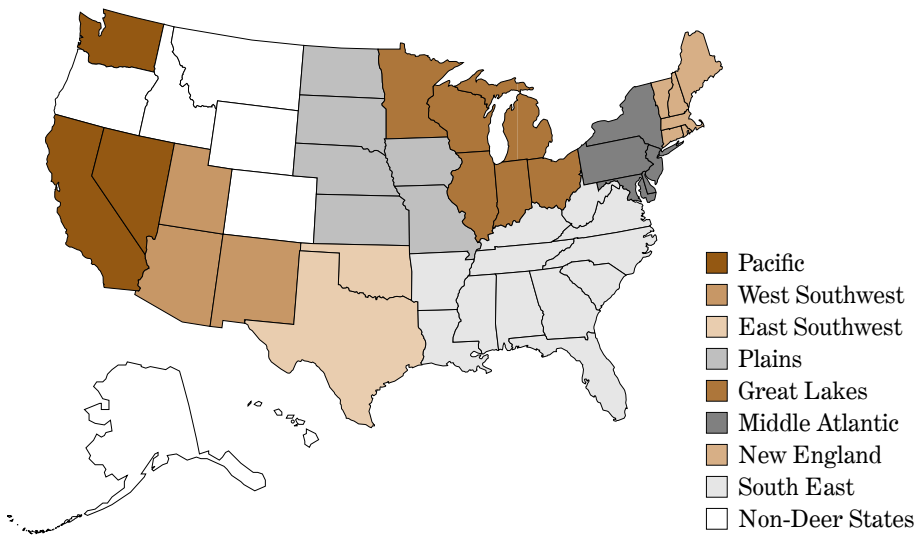 Pacific
West Southwest
East Southwest
Plains
Great Lakes
Middle Atlantic
New England
South East
Non-Deer States